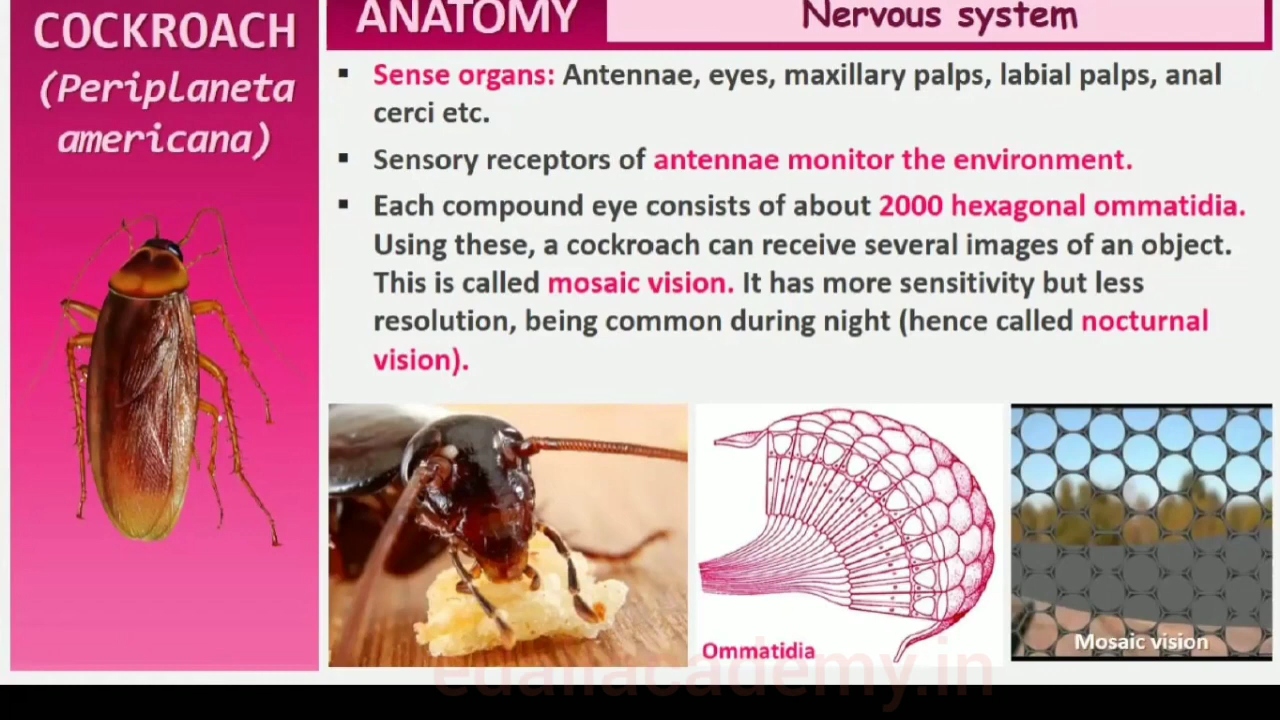 COCKROACH
(Periplaneta
americana)
ANATOMY
Nervous system
▪ Sense organs: Antennae, eyes, maxillary palps, labial palps, anal
cerci etc.
▪ Sensory receptors of antennae monitor the environment.
▪ Each compound eye consists of about 2000 hexagonal ommatidia.
Using these, a cockroach can receive several images of an object.
This is called mosaic vision. It has more sensitivity but less
resolution, being common during night (hence called nocturnal
vision).
Ommatidia
Mosaic vision
eduliacademy.in